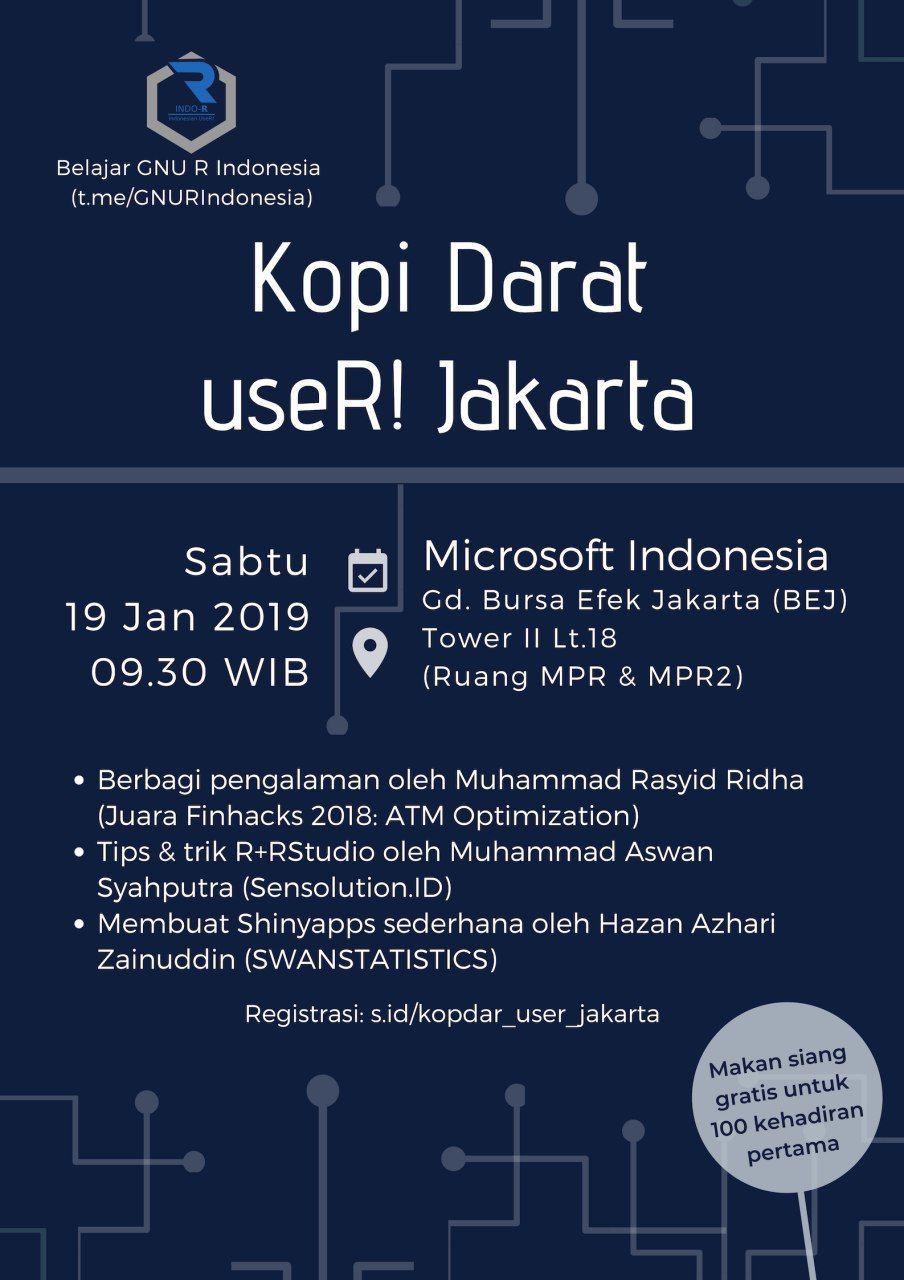 R
INDO-R
Indonesian UseR!
Belajar GNU R Indonesia
(t.me/GNURIndonesia)
Kopi Darat
useR! Jakarta
Sabtu
19 Jan 2019
09.30 WIB
Microsoft Indonesia
Gd. Bursa Efek Jakarta (BEJ)
Tower II Lt.18
(Ruang MPR & MPR2)
• Berbagi pengalaman oleh Muhammad Rasyid Ridha
(Juara Finhacks 2018: ATM Optimization)
• Tips & trik R+RStudio oleh Muhammad Aswan
Syahputra (Sensolution.ID)
• Membuat Shinyapps sederhana oleh Hazan Azhari
Zainuddin (SWANSTATISTICS)
Registrasi: s.id/kopdar_user_jakarta
Makan siang
gratis untuk
100 kehadiran
pertama